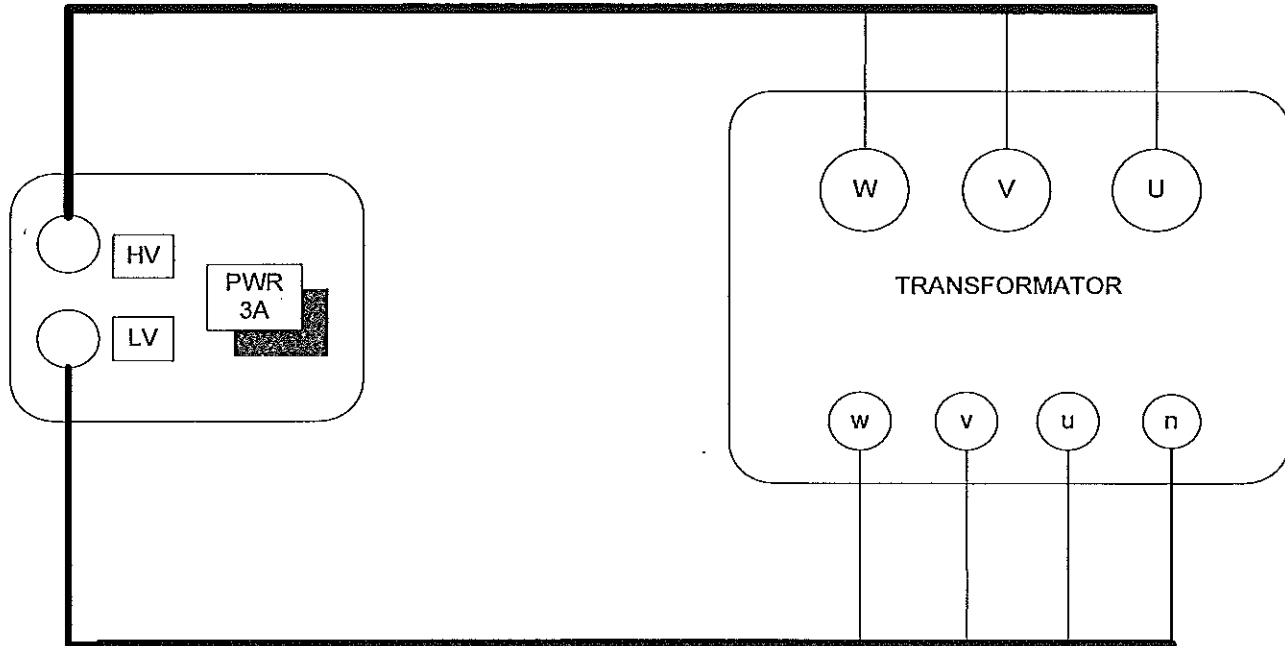 W V U
HV
PWR
3A
TRANSFORMATOR
LV
w v u n